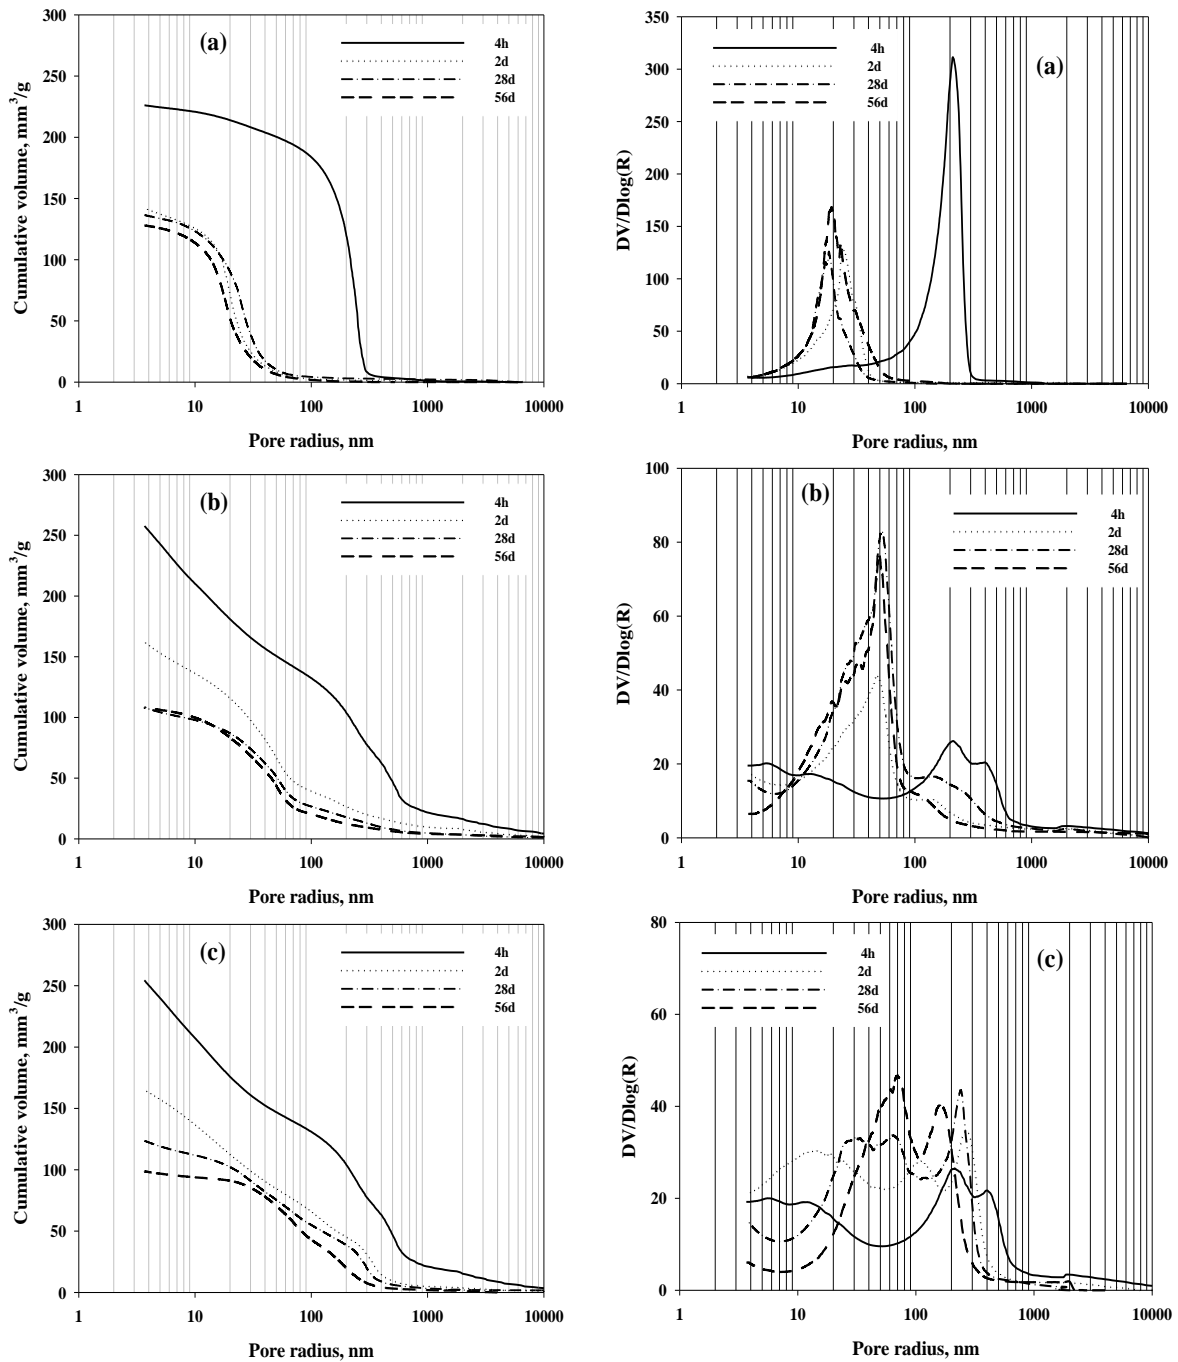 300
250
200
150
100
50
0
Cumulative volume, mm³/g
(a)
4h
2d
28d
56d
1 10 100 1000 10000
Pore radius, nm
350
300
250
200
150
100
50
0
DV/Dlog(R)
(a)
4h
2d
28d
56d
1 10 100 1000 10000
Pore radius, nm
300
250
200
150
100
50
0
Cumulative volume, mm³/g
(b)
4h
2d
28d
56d
1 10 100 1000 10000
Pore radius, nm
100
80
60
40
20
0
DV/Dlog(R)
(b)
4h
2d
28d
56d
1 10 100 1000 10000
Pore radius, nm
300
250
200
150
100
50
0
Cumulative volume, mm³/g
(c)
4h
2d
28d
56d
1 10 100 1000 10000
Pore radius, nm
80
60
40
20
0
DV/Dlog(R)
(c)
4h
2d
28d
56d
1 10 100 1000 10000
Pore radius, nm